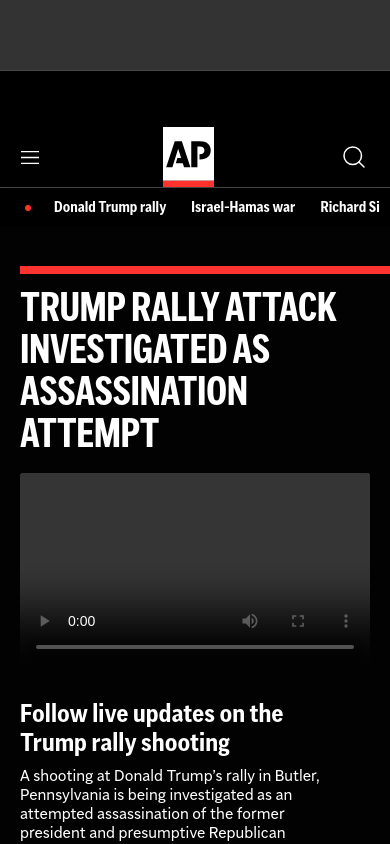 AP
Donald Trump rally
Israel-Hamas war
Richard Si
TRUMP RALLY ATTACK
INVESTIGATED AS
ASSASSINATION
ATTEMPT
0:00
Follow live updates on the
Trump rally shooting
A shooting at Donald Trump's rally in Butler,
Pennsylvania is being investigated as an
attempted assassination of the former
president and presumptive Republican